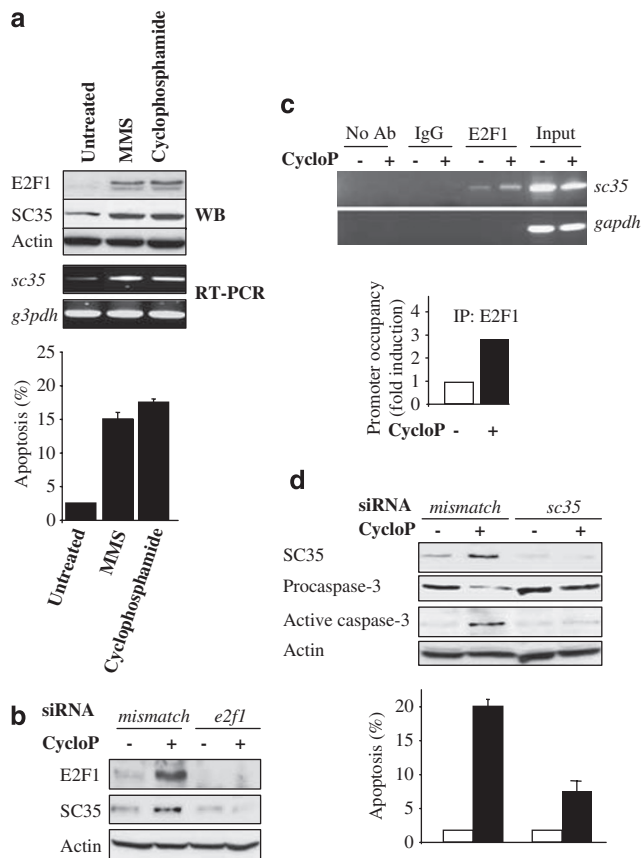 a
Untreated
MMS
Cyclophosphamide
E2F1
SC35
WB
Actin
sc35
RT-PCR
g3pdh
25
20
15
10
5
0
Apoptosis (%)
Untreated
MMS
Cyclophosphamide
b
siRNA
mismatch e2f1
CycloP - + - +
E2F1
SC35
Actin
c
No Ab IgG E2F1 Input
CycloP - + - + - + - +
sc35
gapdh
Promoter occupancy
(fold induction)
4
3
2
1
0
IP: E2F1
CycloP - +
d
siRNA mismatch sc35
CycloP - + - +
SC35
Procaspase-3
Active caspase-3
Actin
Apoptosis (%)
20
15
10
5
0